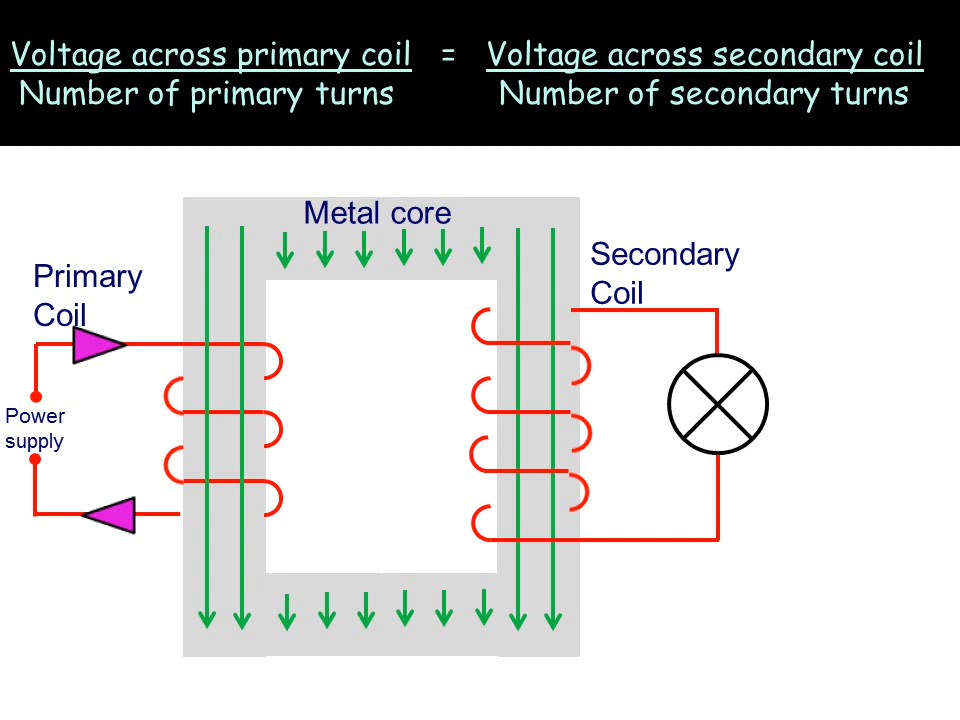 Voltage across primary coil = Voltage across secondary coil
Number of primary turns Number of secondary turns
Metal core
Primary
Coil
Secondary
Coil
Power
supply